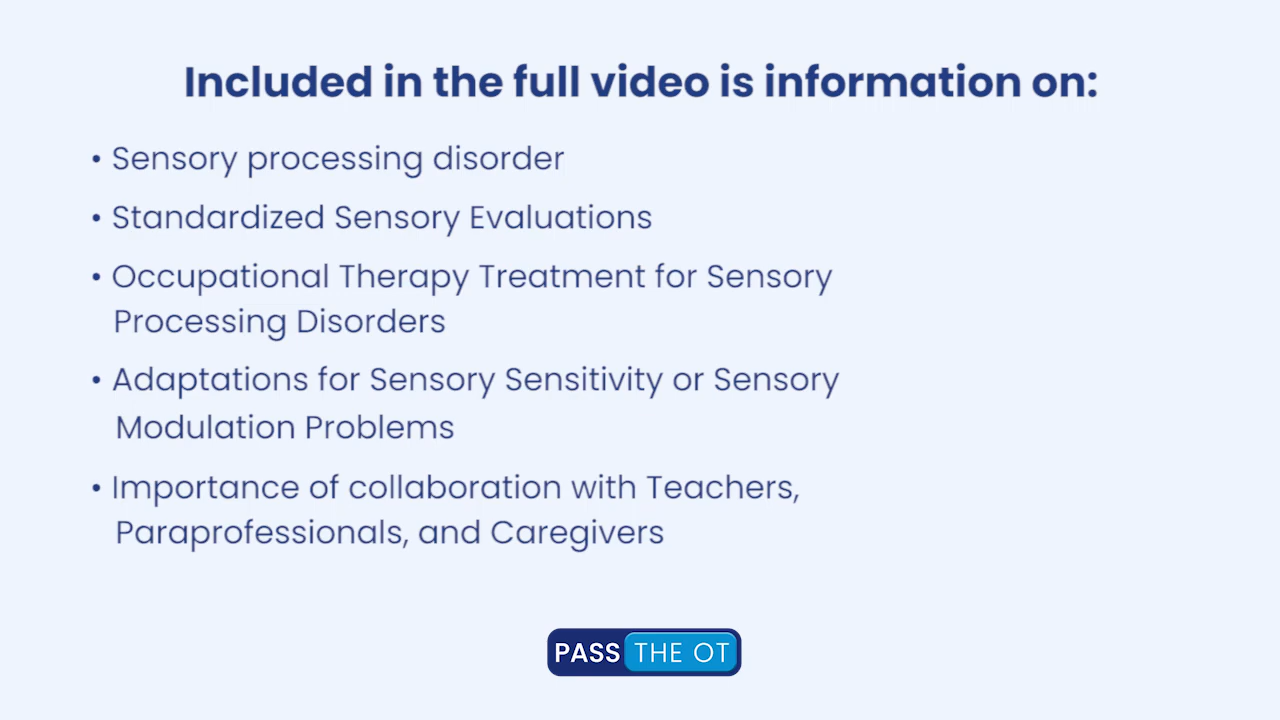 Included in the full video is information on:
• Sensory processing disorder
• Standardized Sensory Evaluations
• Occupational Therapy Treatment for Sensory
Processing Disorders
• Adaptations for Sensory Sensitivity or Sensory
Modulation Problems
• Importance of collaboration with Teachers,
Paraprofessionals, and Caregivers
PASS THE OT